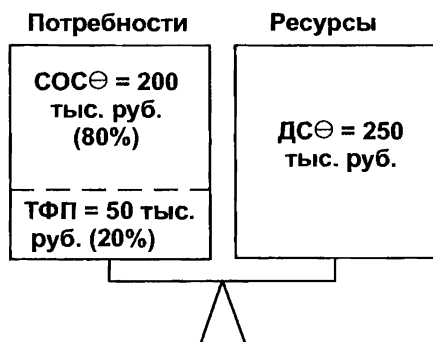 Потребности
Ресурсы
СОС⊖ = 200
тыс. руб.
(80%)
ТФП = 50 тыс.
руб. (20%)
ДС⊖ = 250
тыс. руб.